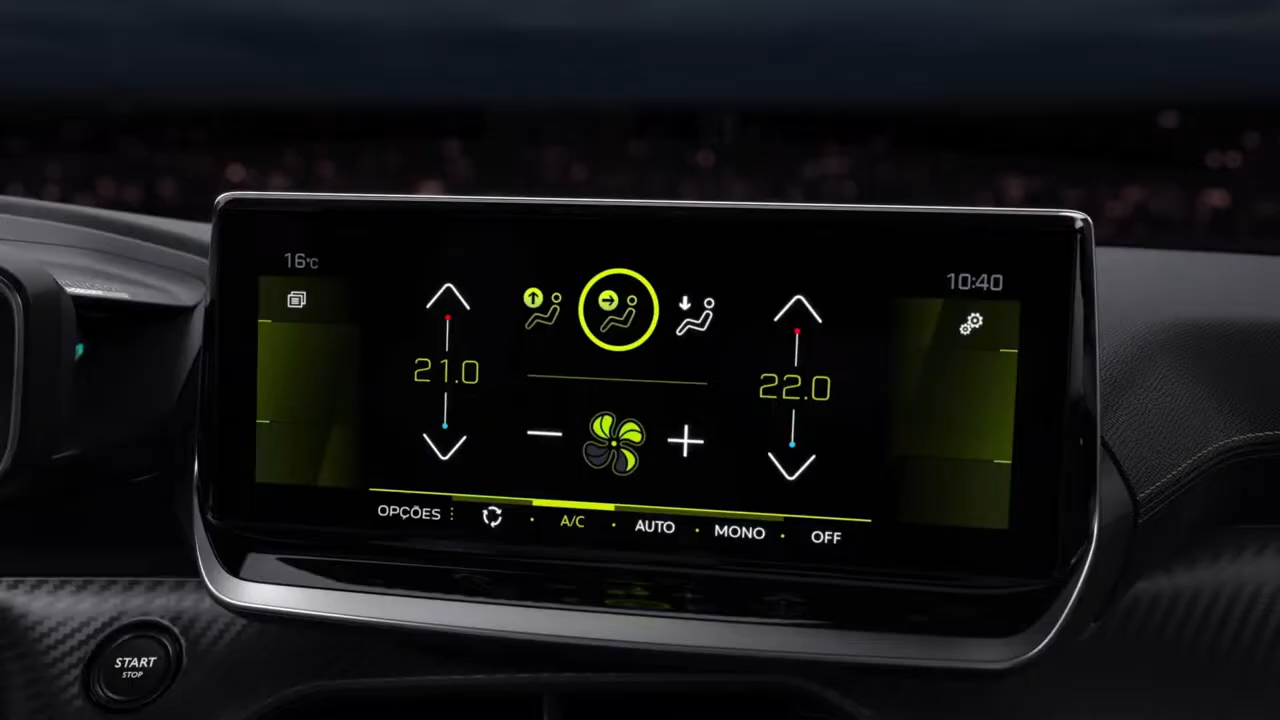 16°C
10:40
21.0
22.0
OPÇÕES
A/C
AUTO
MONO
OFF
START
STOP